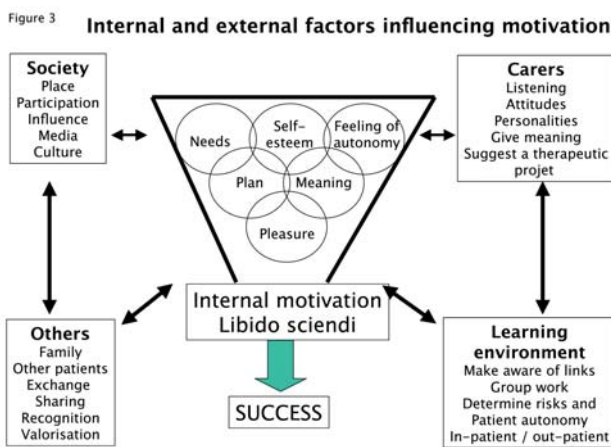 Figure 3
Internal and external factors influencing motivation
Society
Place
Participation
Influence
Media
Culture
Needs
Self-
esteem
Feeling of
autonomy
Plan
Meaning
Pleasure
Carers
Listening
Attitudes
Personalities
Give meaning
Suggest a therapeutic
projet
Internal motivation
Libido sciendi
SUCCESS
Others
Family
Other patients
Exchange
Sharing
Recognition
Valorisation
Learning
environment
Make aware of links
Group work
Determine risks and
Patient autonomy
In-patient / out-patient